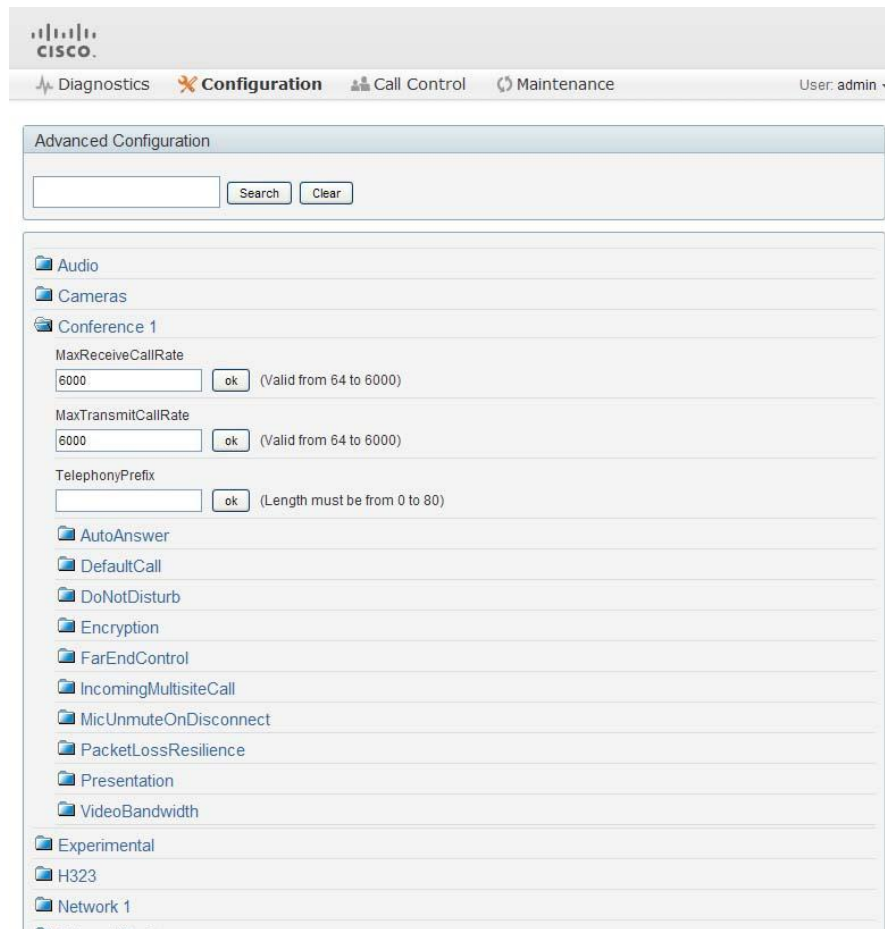 CISCO.
Diagnostics Configuration Call Control Maintenance User: admin
Advanced Configuration
Search Clear
Audio
Cameras
Conference 1
MaxReceiveCallRate
6000 ok (Valid from 64 to 6000)
MaxTransmitCallRate
6000 ok (Valid from 64 to 6000)
TelephonyPrefix
ok (Length must be from 0 to 80)
AutoAnswer
DefaultCall
DoNotDisturb
Encryption
FarEndControl
IncomingMultisiteCall
MicUnmuteOnDisconnect
PacketLossResilience
Presentation
VideoBandwidth
Experimental
H323
Network 1